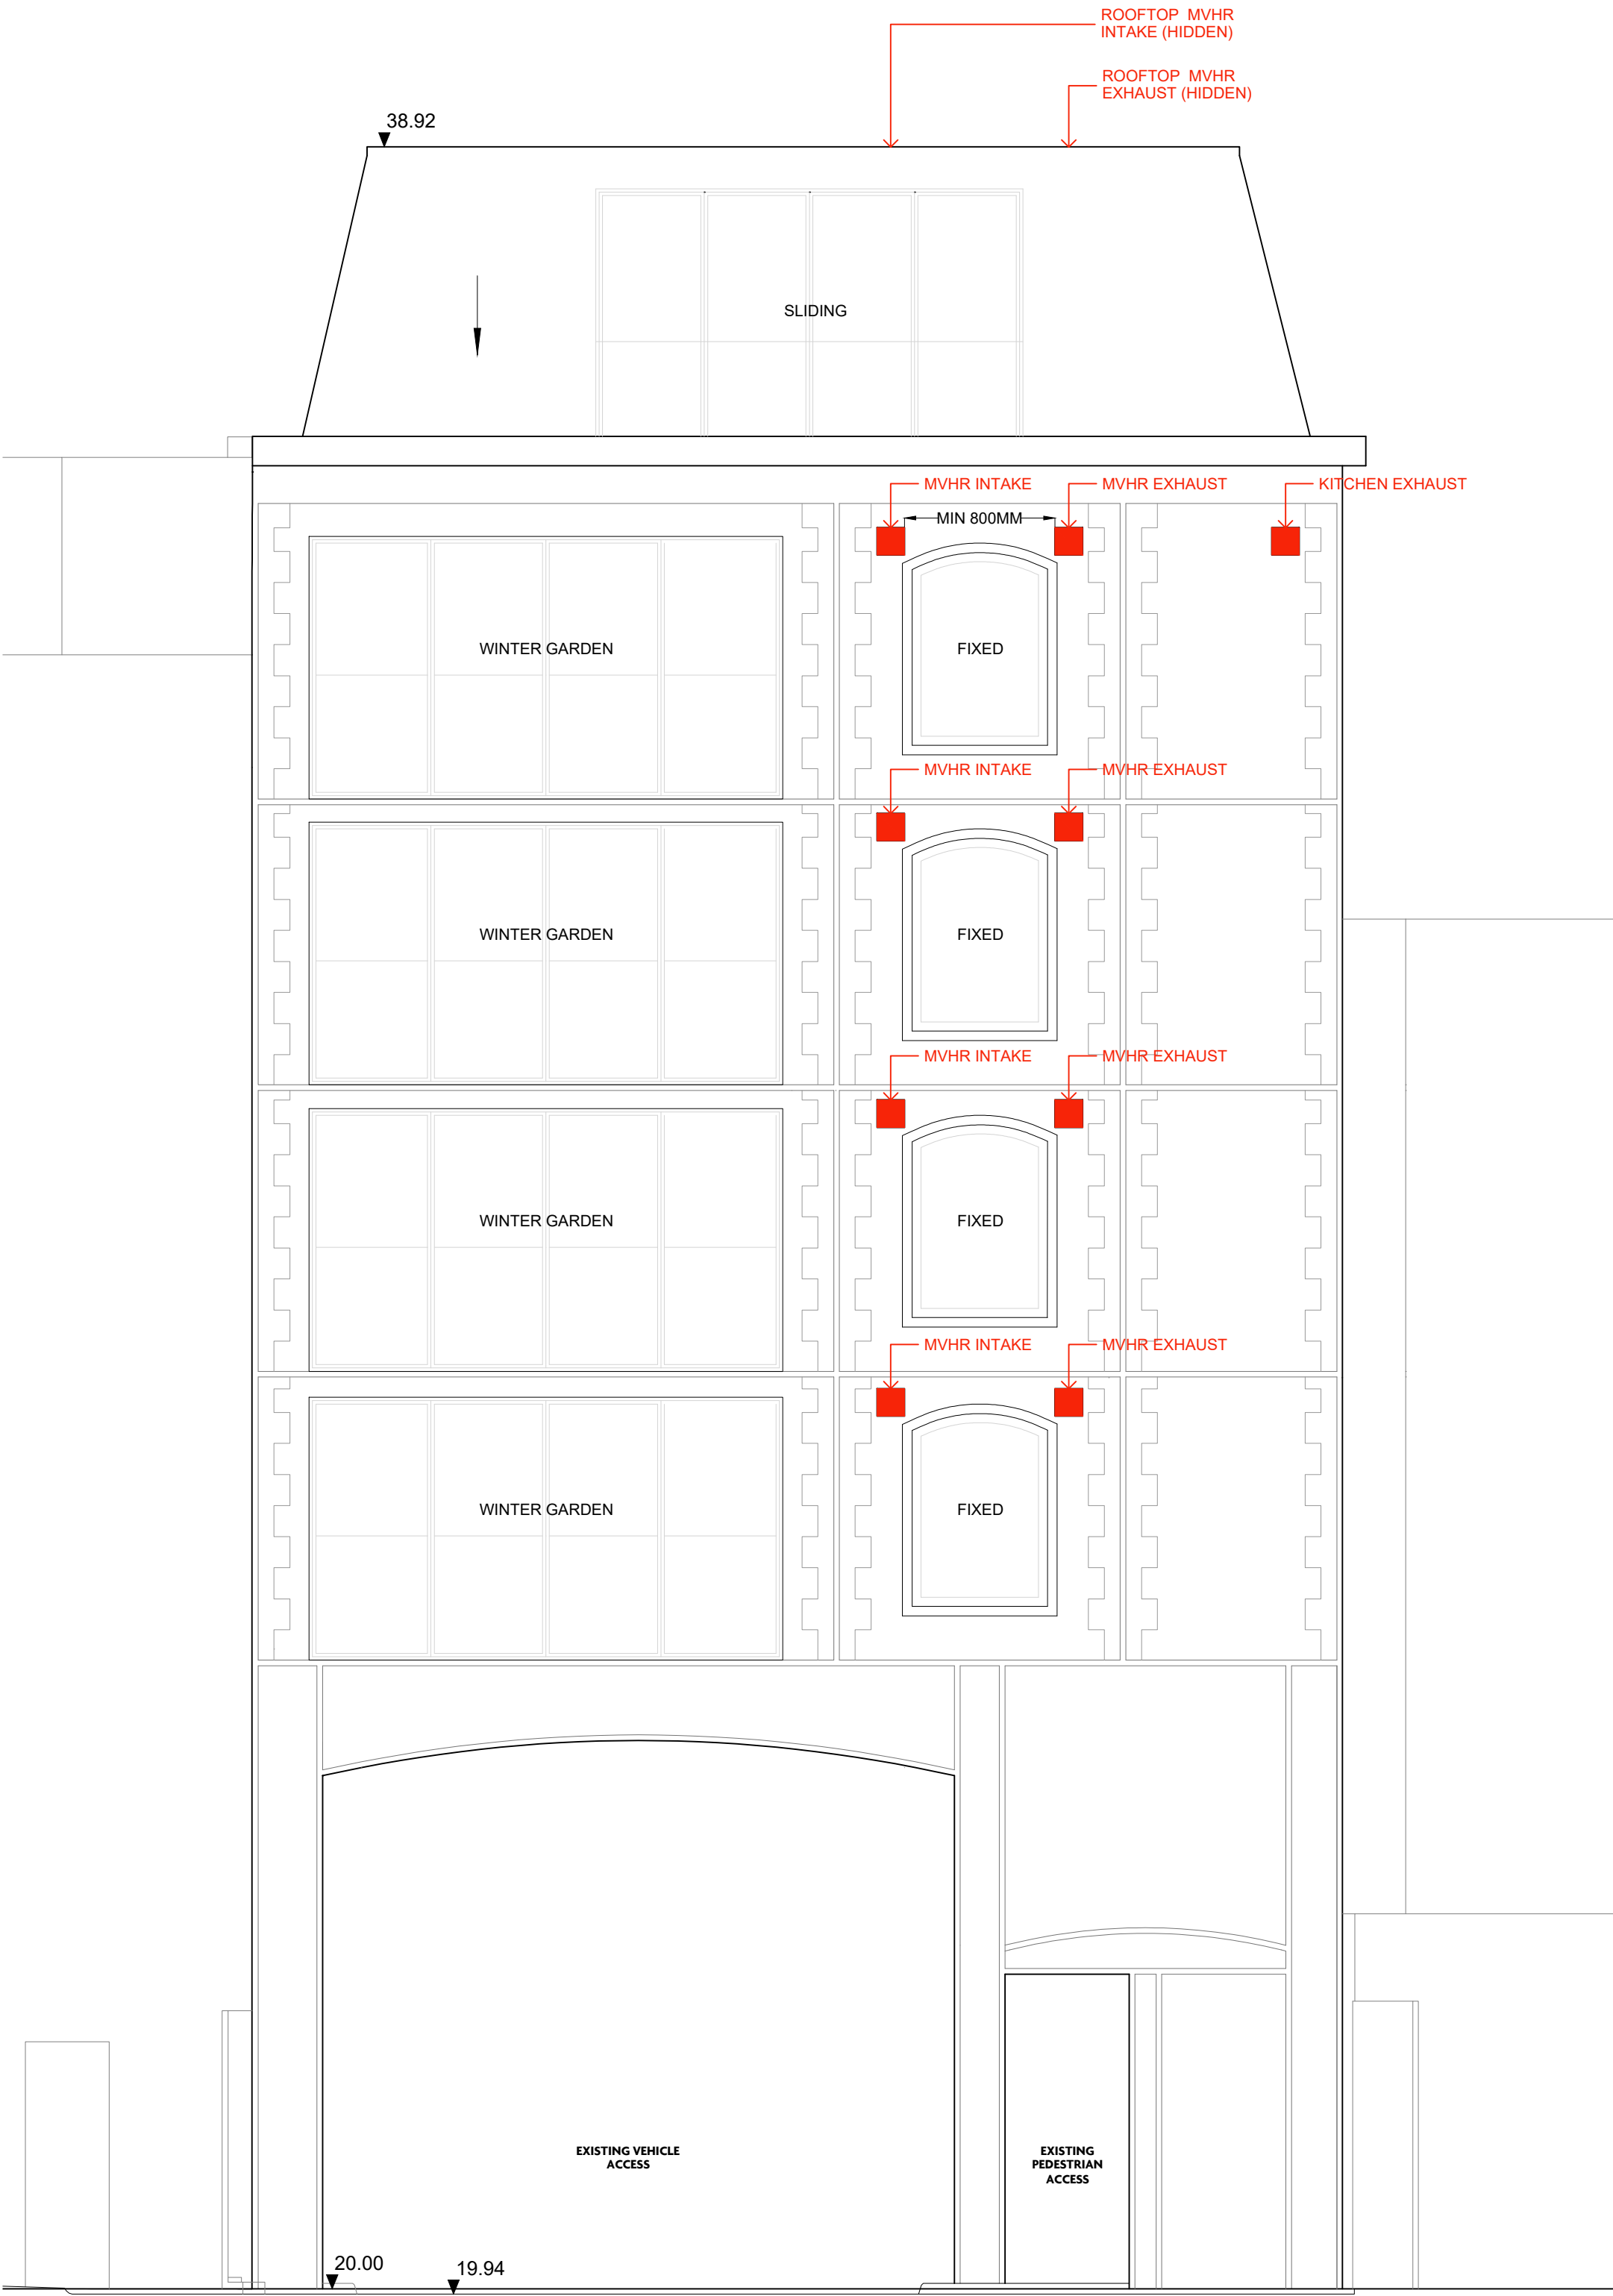 ROOFTOP MVHR
INTAKE (HIDDEN)
ROOFTOP MVHR
EXHAUST (HIDDEN)
38.92
SLIDING
MVHR INTAKE
MVHR EXHAUST
KITCHEN EXHAUST
MIN 800MM
WINTER GARDEN
FIXED
MVHR INTAKE
MVHR EXHAUST
WINTER GARDEN
FIXED
MVHR INTAKE
MVHR EXHAUST
WINTER GARDEN
FIXED
MVHR INTAKE
MVHR EXHAUST
WINTER GARDEN
FIXED
EXISTING VEHICLE
ACCESS
EXISTING
PEDESTRIAN
ACCESS
20.00
19.94